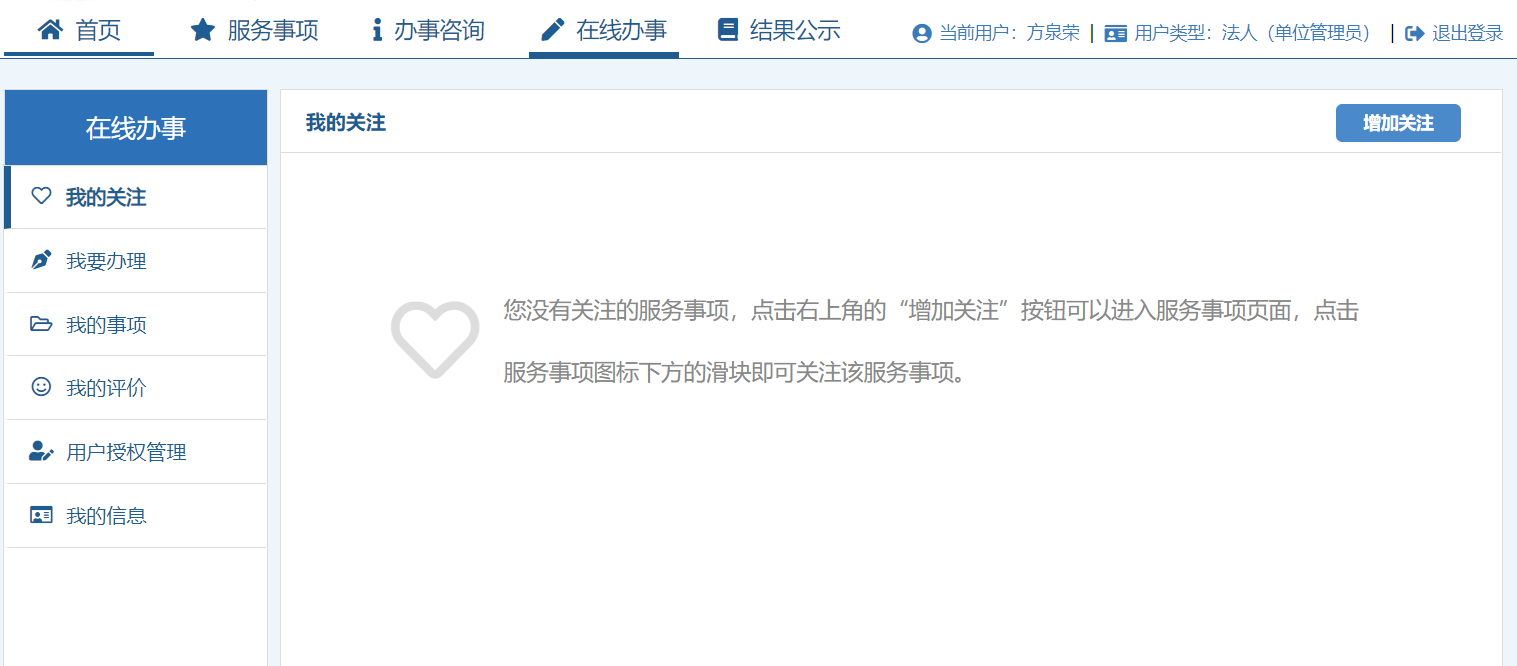 首页 服务事项 办事咨询 在线办事 结果公示 当前用户：方泉荣 | 用户类型：法人（单位管理员） | 退出登录
在线办事
我的关注
我要办理
我的事项
我的评价
用户授权管理
我的信息
我的关注 增加关注
您没有关注的服务事项，点击右上角的“增加关注”按钮可以进入服务事项页面，点击
服务事项图标下方的滑块即可关注该服务事项。